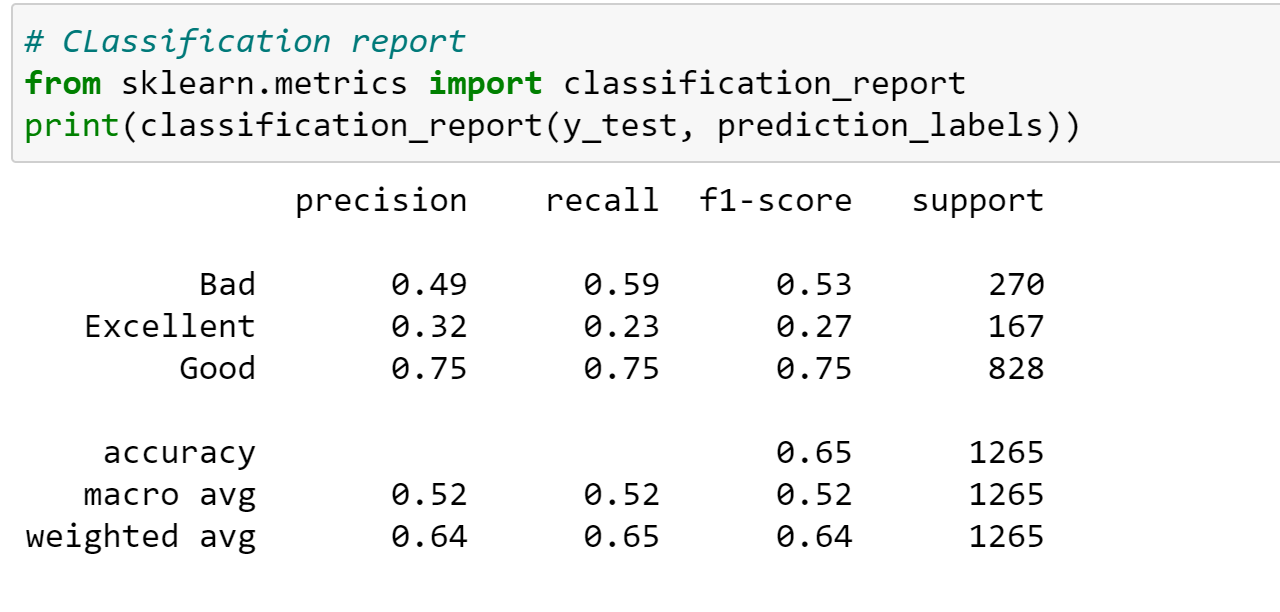 # CLassification report
from sklearn.metrics import classification_report
print(classification_report(y_test, prediction_labels))
precision recall f1-score support
Bad 0.49 0.59 0.53 270
Excellent 0.32 0.23 0.27 167
Good 0.75 0.75 0.75 828
accuracy 0.65 1265
macro avg 0.52 0.52 0.52 1265
weighted avg 0.64 0.65 0.64 1265